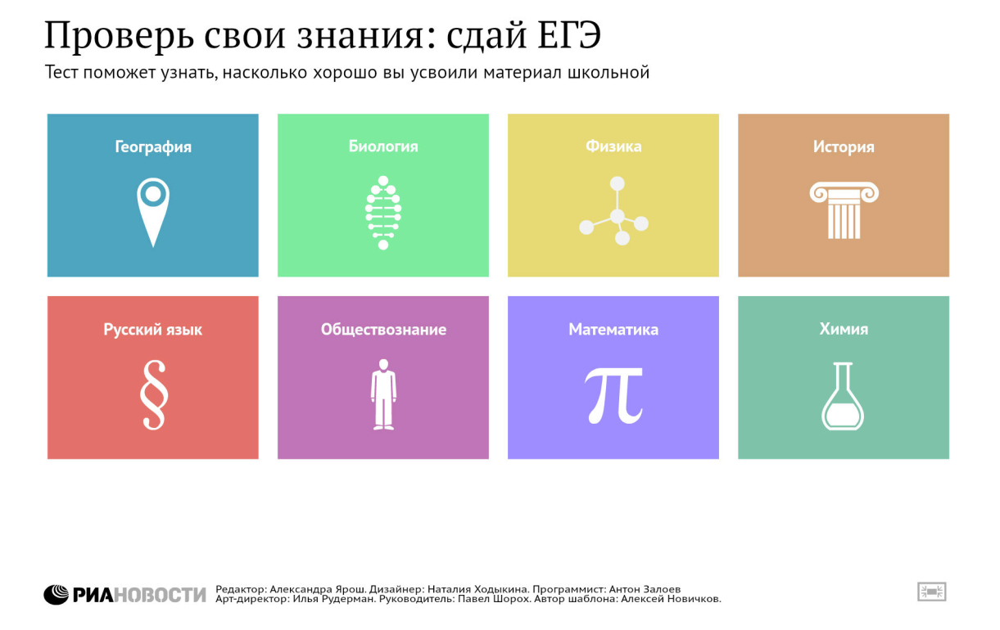 Проверь свои знания: сдай ЕГЭ
Тест поможет узнать, насколько хорошо вы усвоили материал школьной
География
Биология
Физика
История
Русский язык
§
Обществознание
Математика
π
Химия
РИАНОВОСТИ
Редактор: Александра Ярош. Дизайнер: Наталия Ходыкина. Программист: Антон Залоев
Арт-директор: Илья Рудерман. Руководитель: Павел Шорох. Автор шаблона: Алексей Новичков.